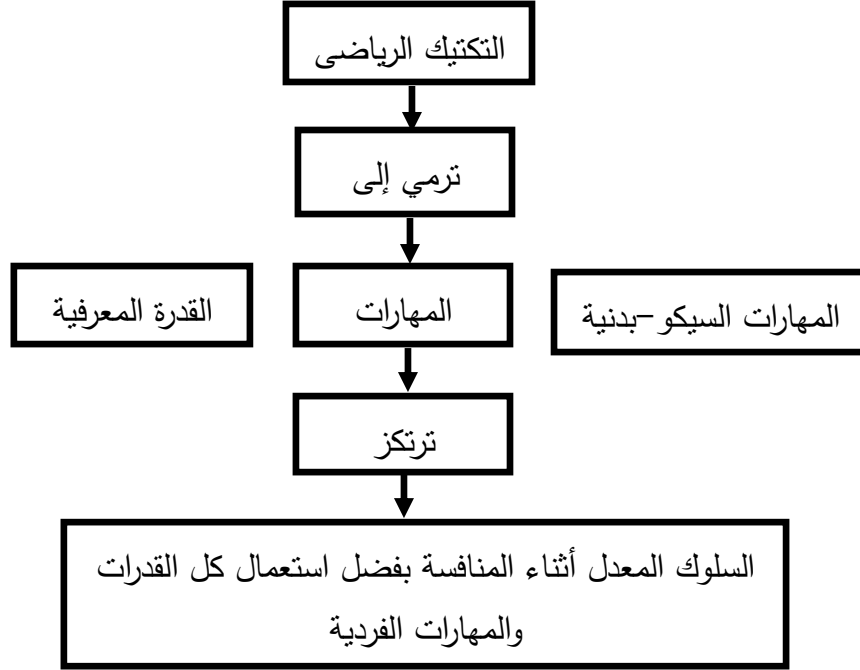 التكتيك الرياضى
ترمي إلى
المهارات السيكو –بدنية
المهارات
القدرة المعرفية
ترتكز
السلوك المعدل أثناء المنافسة بفضل استعمال كل القدرات
والمهارات الفردية